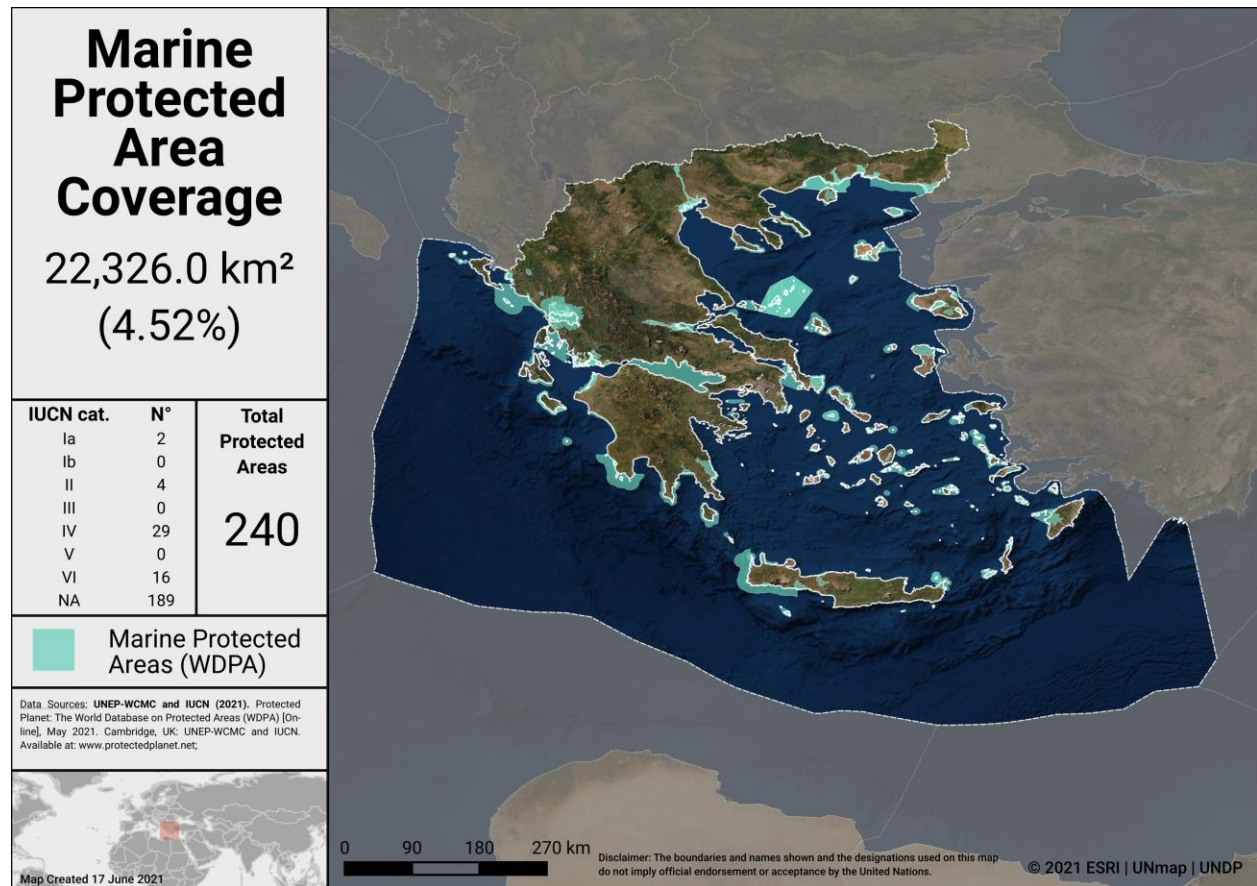 Marine
Protected
Area
Coverage
22,326.0 km²
(4.52%)
IUCN cat. N°
Ia 2
Ib 0
II 4
III 0
IV 29
V 0
VI 16
NA 189
Total
Protected
Areas
240
Marine Protected
Areas (WDPA)
Data Sources: UNEP-WCMC and IUCN (2021). Protected
Planet: The World Database on Protected Areas (WDPA) [On-
line], May 2021. Cambridge, UK: UNEP-WCMC and IUCN.
Available at: www.protectedplanet.net;
Map Created 17 June 2021
0 90 180 270 km
Disclaimer: The boundaries and names shown and the designations used on this map
do not imply official endorsement or acceptance by the United Nations.
© 2021 ESRI | UNmap | UNDP